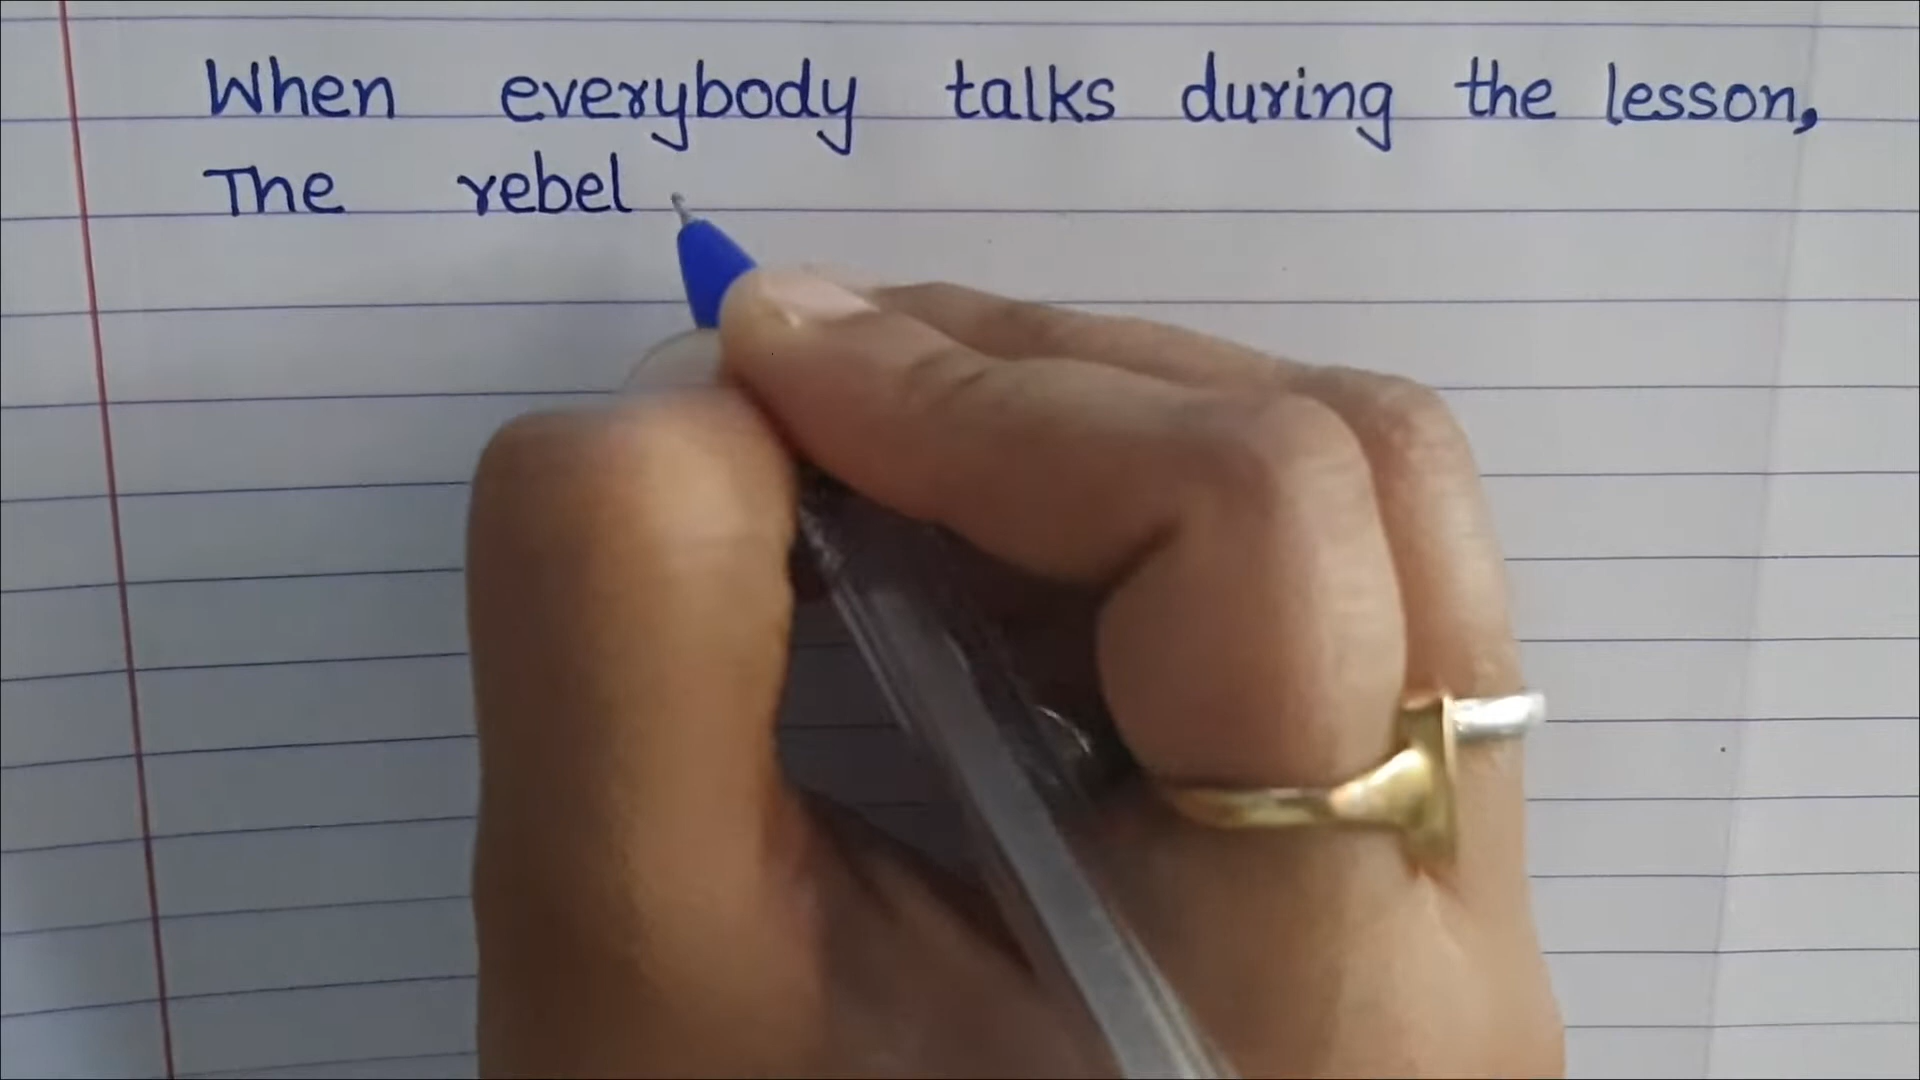 When everybody talks during the lesson,
The rebel